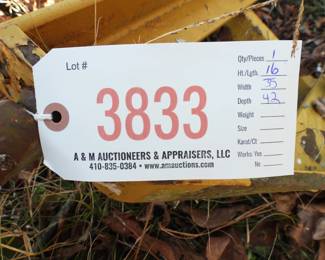 Lot #
3833
A & M AUCTIONEERS & APPRAISERS, LLC
410-835-0384 • www.amauctions.com
Qty/Pieces 1
Ht./Lgth. 16
Width 35
Depth 42
Weight
Size
Karat/Ct
Works: Yes
No